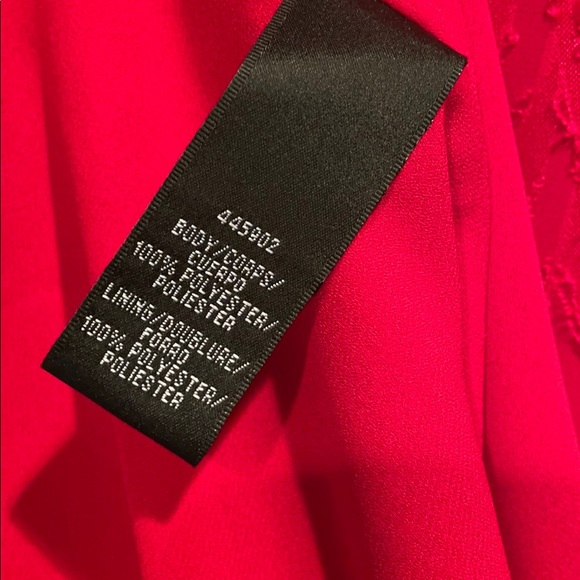 445902
BODY/CORPS/
CUERPO
100% POLYESTER/
POLIESTER
LINING/DOUBLURE/
FORRO
100% POLYESTER/
POLIESTER